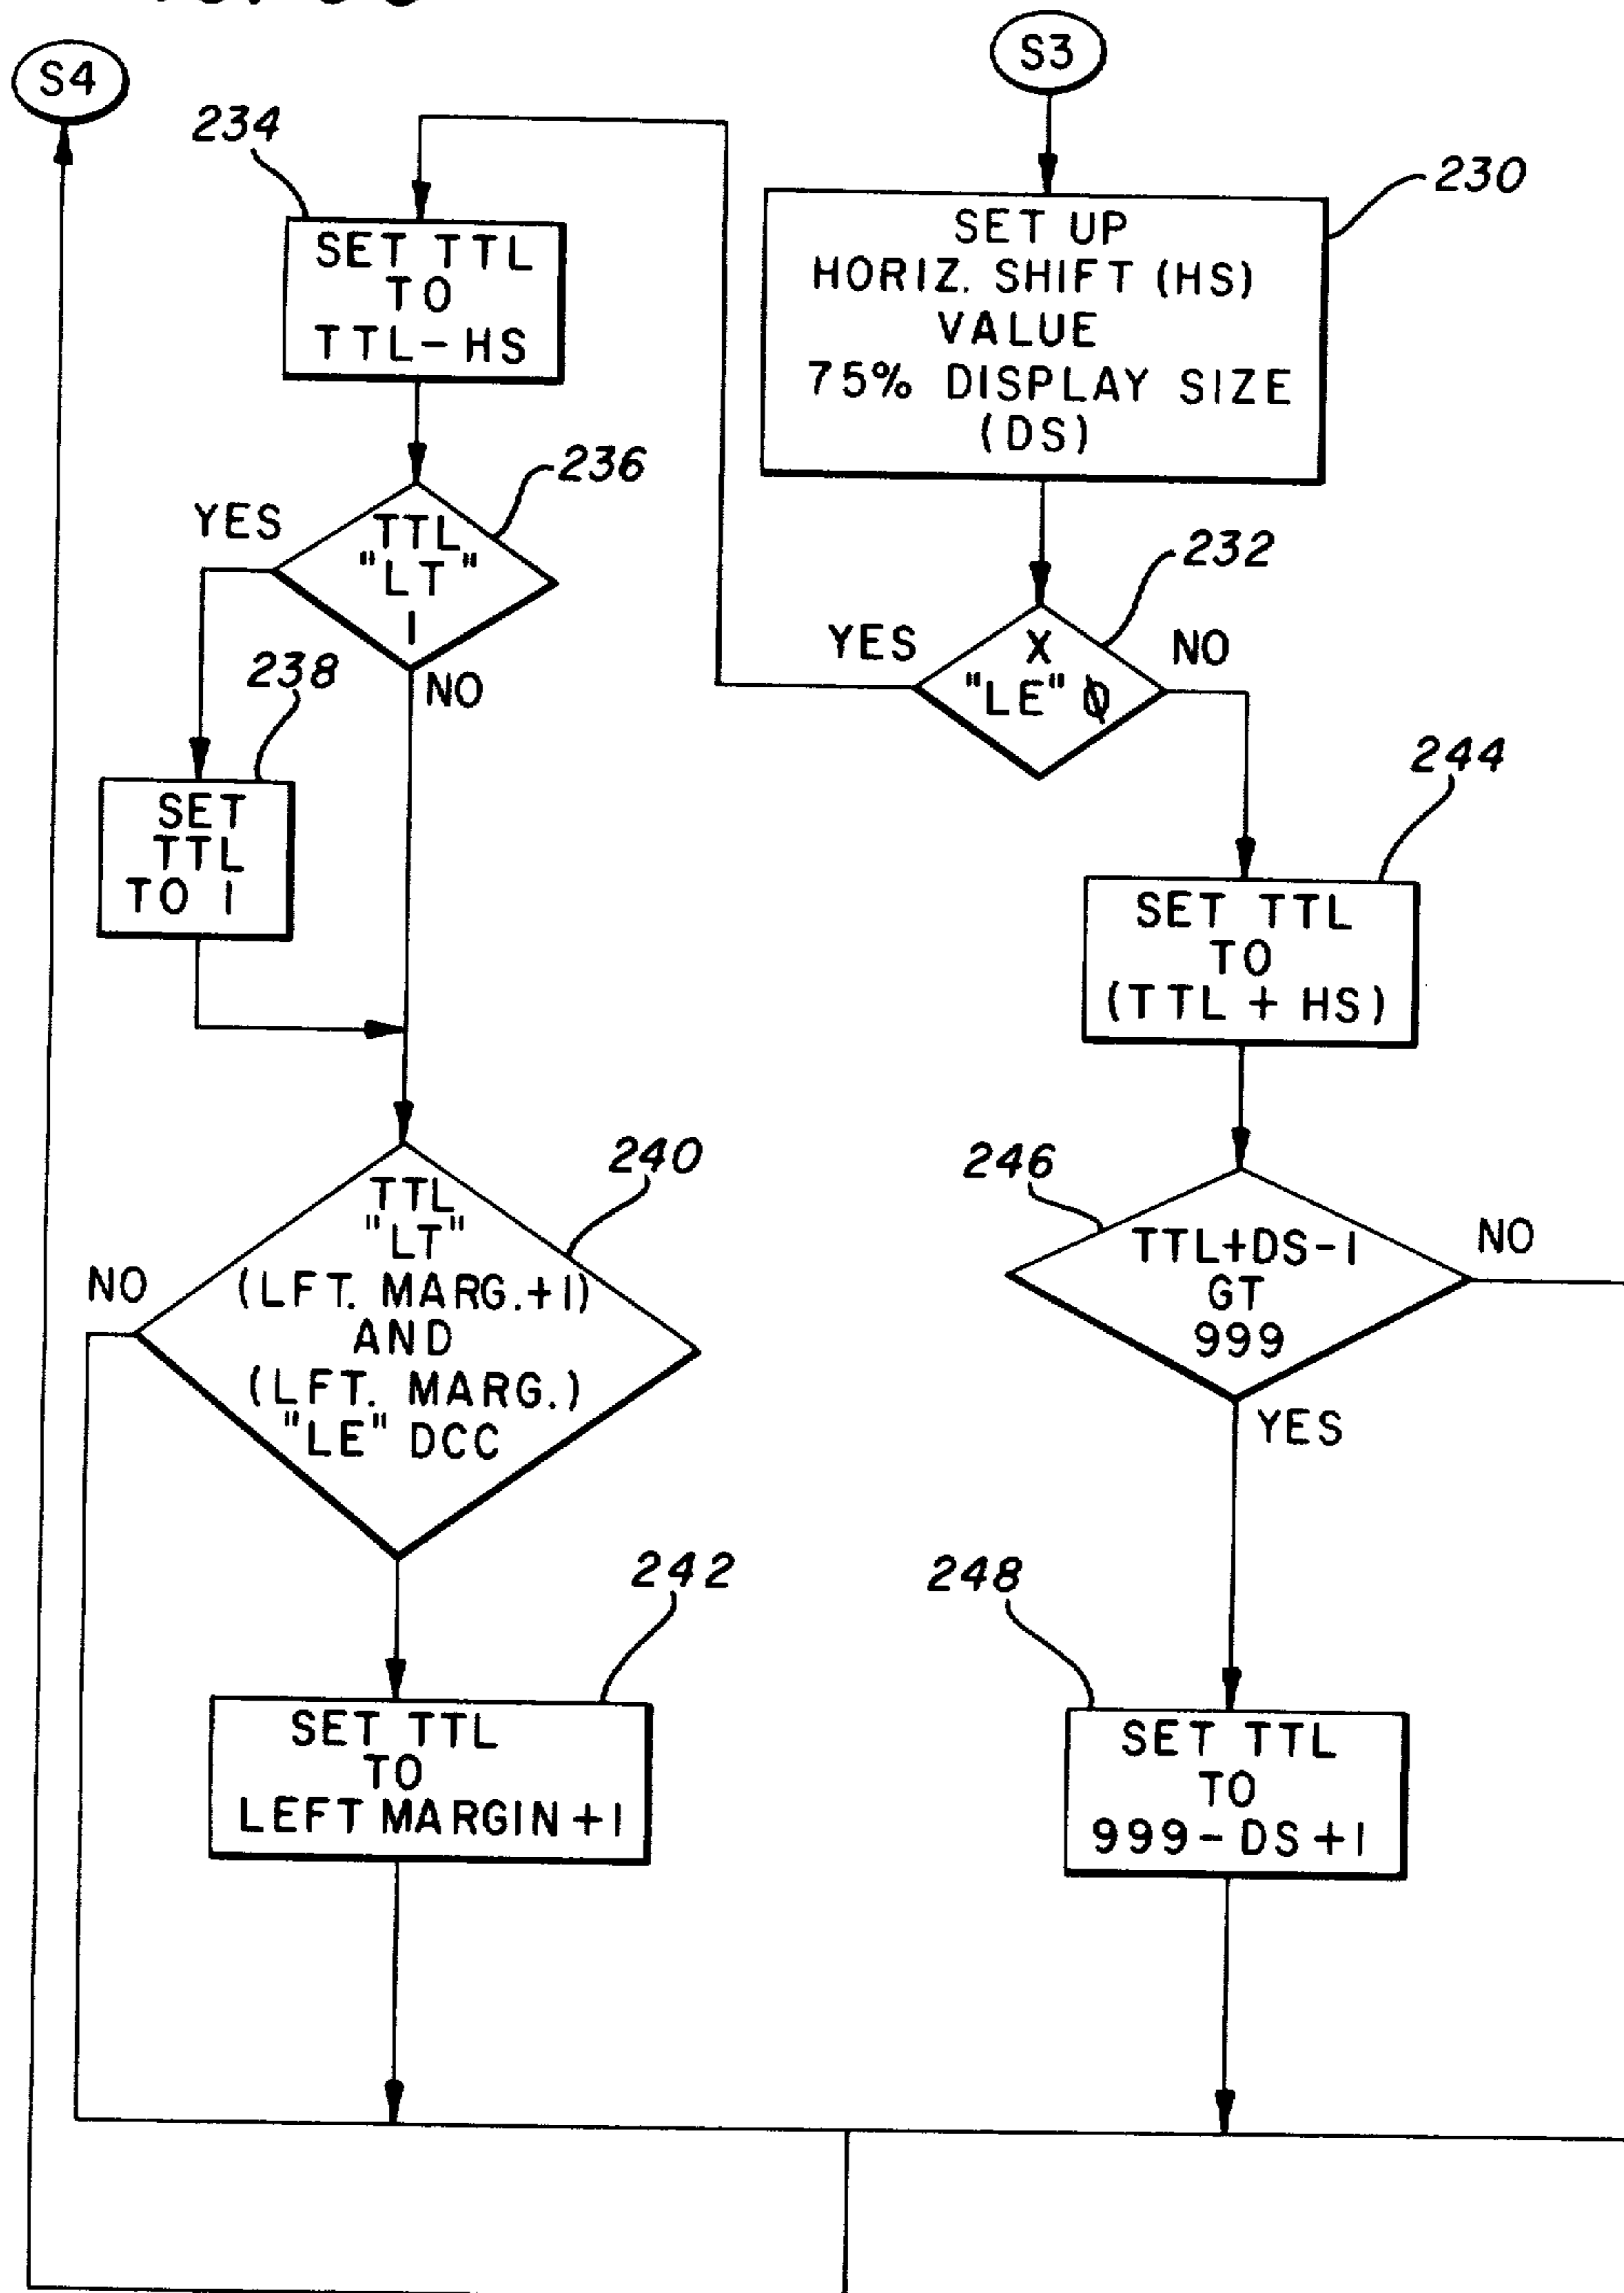 S4
S3
234
230
SET TTL
TO
TTL-HS
SET UP
HORIZ. SHIFT (HS)
VALUE
75% DISPLAY SIZE
(DS)
236
YES
TTL
"LT"
1
NO
232
YES
X
"LE" Ø
NO
238
SET
TTL
TO 1
244
SET TTL
TO
(TTL + HS)
240
NO
TTL
"LT"
(LFT. MARG.+1)
AND
(LFT. MARG.)
"LE" DCC
246
TTL+DS-1
GT
999
NO
YES
242
SET TTL
TO
LEFT MARGIN+1
248
SET TTL
TO
999-DS+1